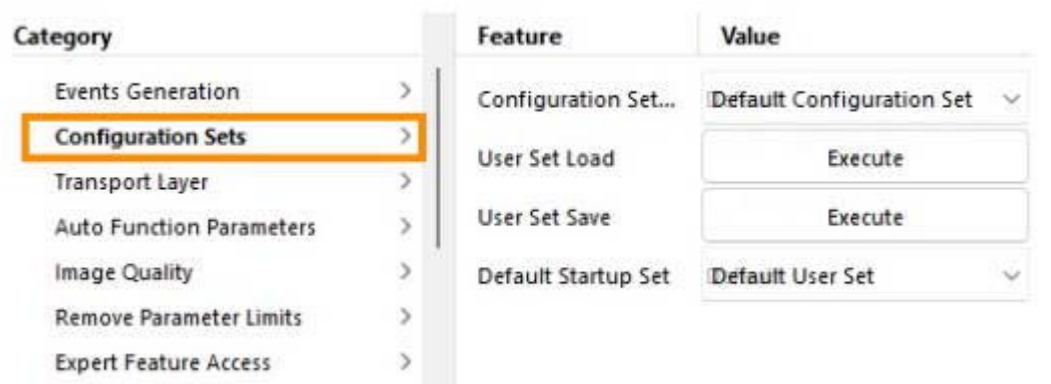 Category
Events Generation
Configuration Sets
Transport Layer
Auto Function Parameters
Image Quality
Remove Parameter Limits
Expert Feature Access
Feature Value
Configuration Set... Default Configuration Set
User Set Load Execute
User Set Save Execute
Default Startup Set Default User Set